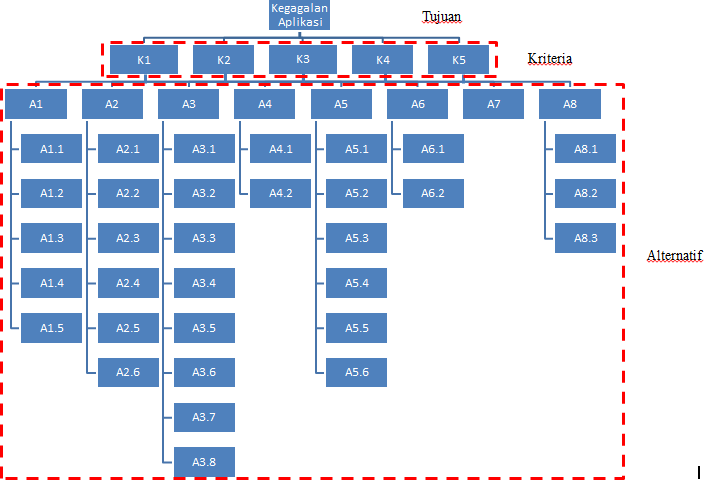 Kegagalan
Aplikasi
Tujuan
K1 K2 K3 K4 K5
Kriteria
A1 A2 A3 A4 A5 A6 A7 A8
A1.1 A2.1 A3.1 A4.1 A5.1 A6.1 A8.1
A1.2 A2.2 A3.2 A4.2 A5.2 A6.2 A8.2
A1.3 A2.3 A3.3 A5.3 A8.3
Alternatif
A1.4 A2.4 A3.4 A5.4
A1.5 A2.5 A3.5 A5.5
A2.6 A3.6 A5.6
A3.7
A3.8